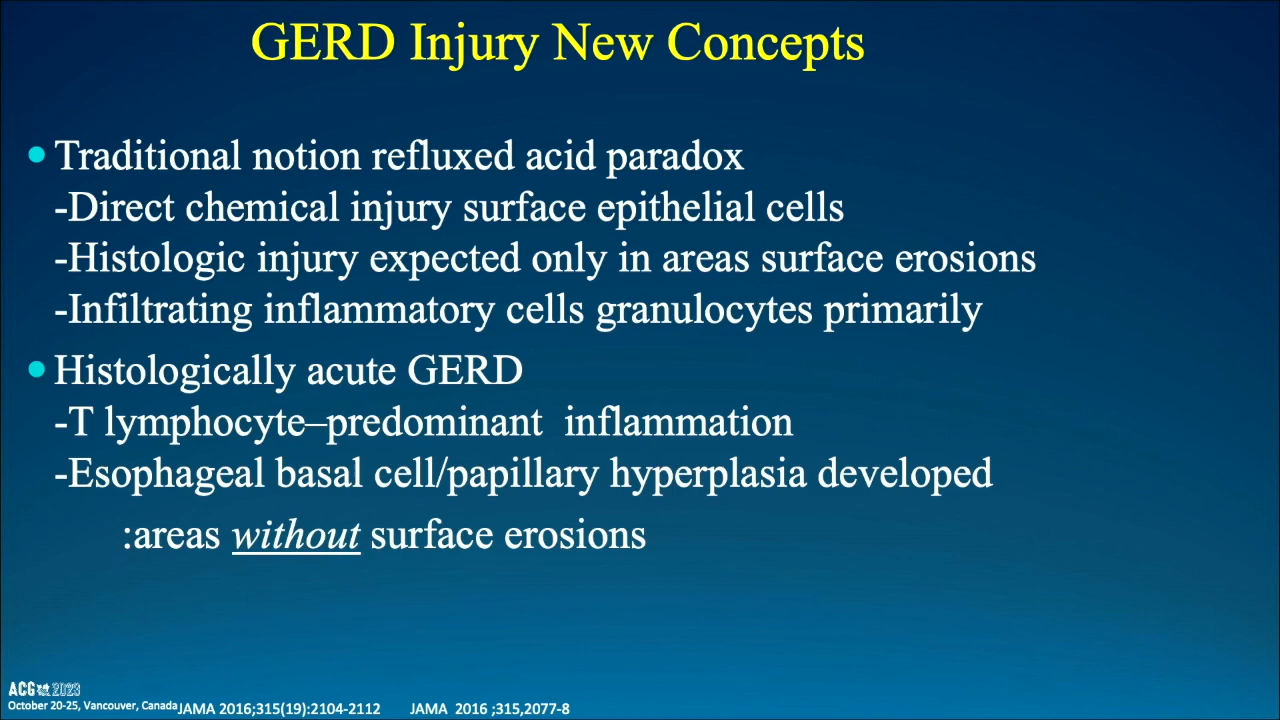 GERD Injury New Concepts
• Traditional notion refluxed acid paradox
-Direct chemical injury surface epithelial cells
-Histologic injury expected only in areas surface erosions
-Infiltrating inflammatory cells granulocytes primarily
• Histologically acute GERD
-T lymphocyte–predominant  inflammation
-Esophageal basal cell/papillary hyperplasia developed
:areas without surface erosions
ACG 2023
October 20-25, Vancouver, Canada
JAMA 2016;315(19):2104-2112 JAMA 2016 ;315,2077-8